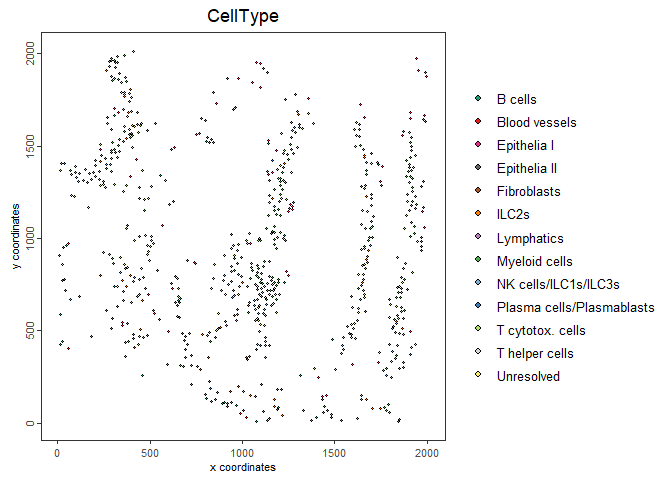 CellType
y coordinates
2000
1500
1000
500
0
0 500 1000 1500 2000
x coordinates
B cells
Blood vessels
Epithelia I
Epithelia II
Fibroblasts
ILC2s
Lymphatics
Myeloid cells
NK cells/ILC1s/ILC3s
Plasma cells/Plasmablasts
T cytotox. cells
T helper cells
Unresolved